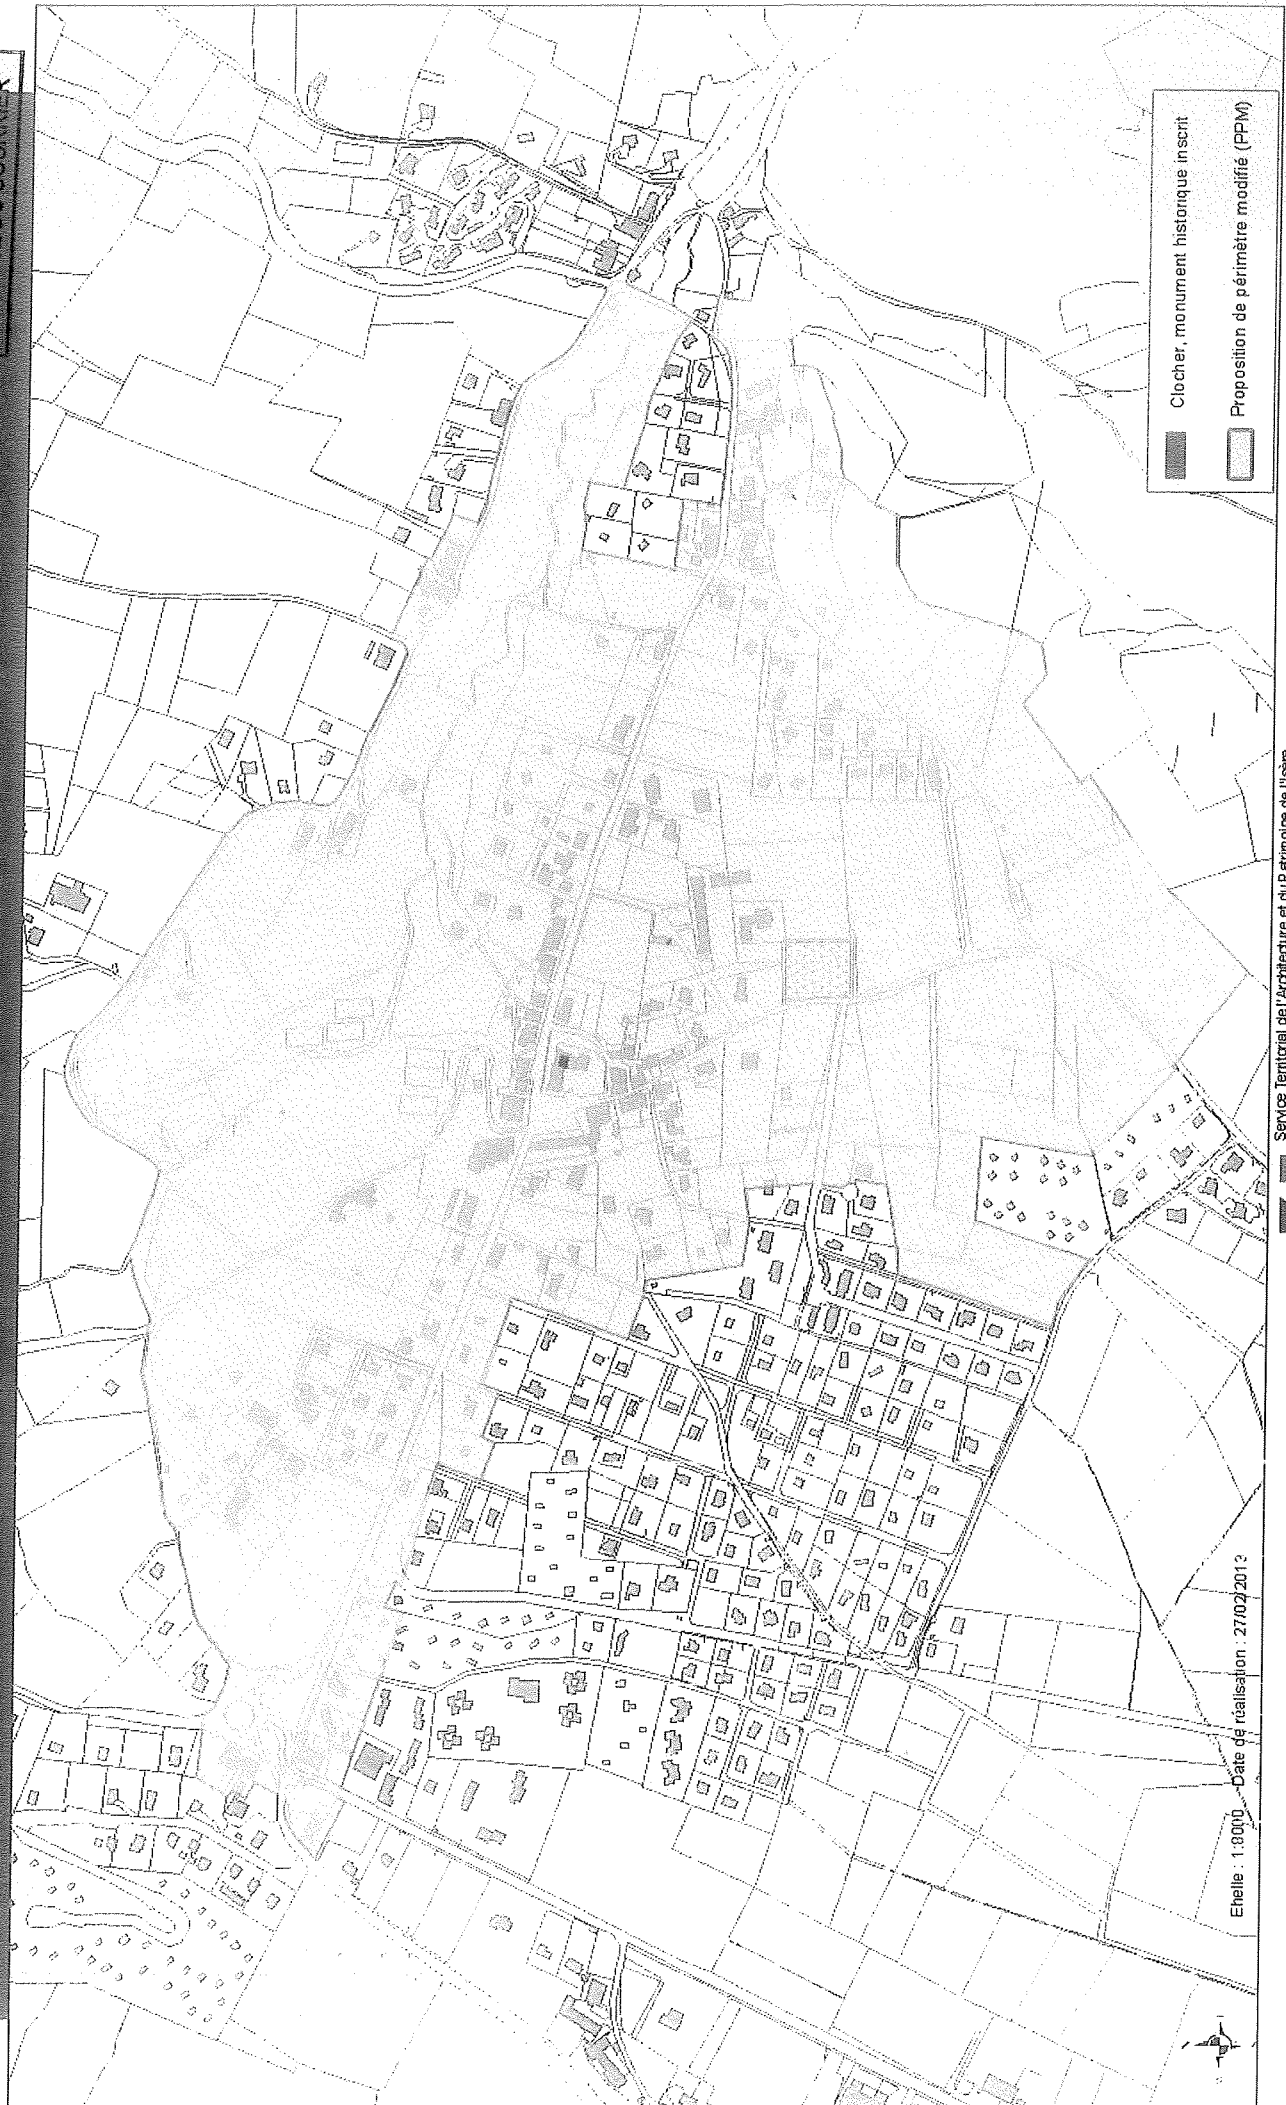 Clocher, monument historique inscrit
Proposition de périmètre modifié (PPM)
Ehelle : 1:8000 - Date de réalisation : 27/02/2013
Service Territorial de l'Architecture et du Patrimoine de l'Isère